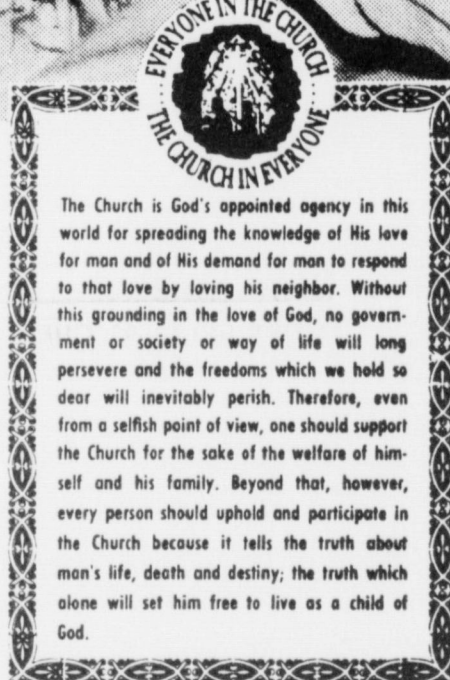 EVERYONE IN THE CHURCH
THE CHURCH IN EVERYONE
The Church is God's appointed agency in this
world for spreading the knowledge of His love
for man and of His demand for man to respond
to that love by loving his neighbor. Without
this grounding in the love of God, no govern-
ment or society or way of life will long
persevere and the freedoms which we hold so
dear will inevitably perish. Therefore, even
from a selfish point of view, one should support
the Church for the sake of the welfare of him-
self and his family. Beyond that, however,
every person should uphold and participate in
the Church because it tells the truth about
man's life, death and destiny; the truth which
alone will set him free to live as a child of
God.